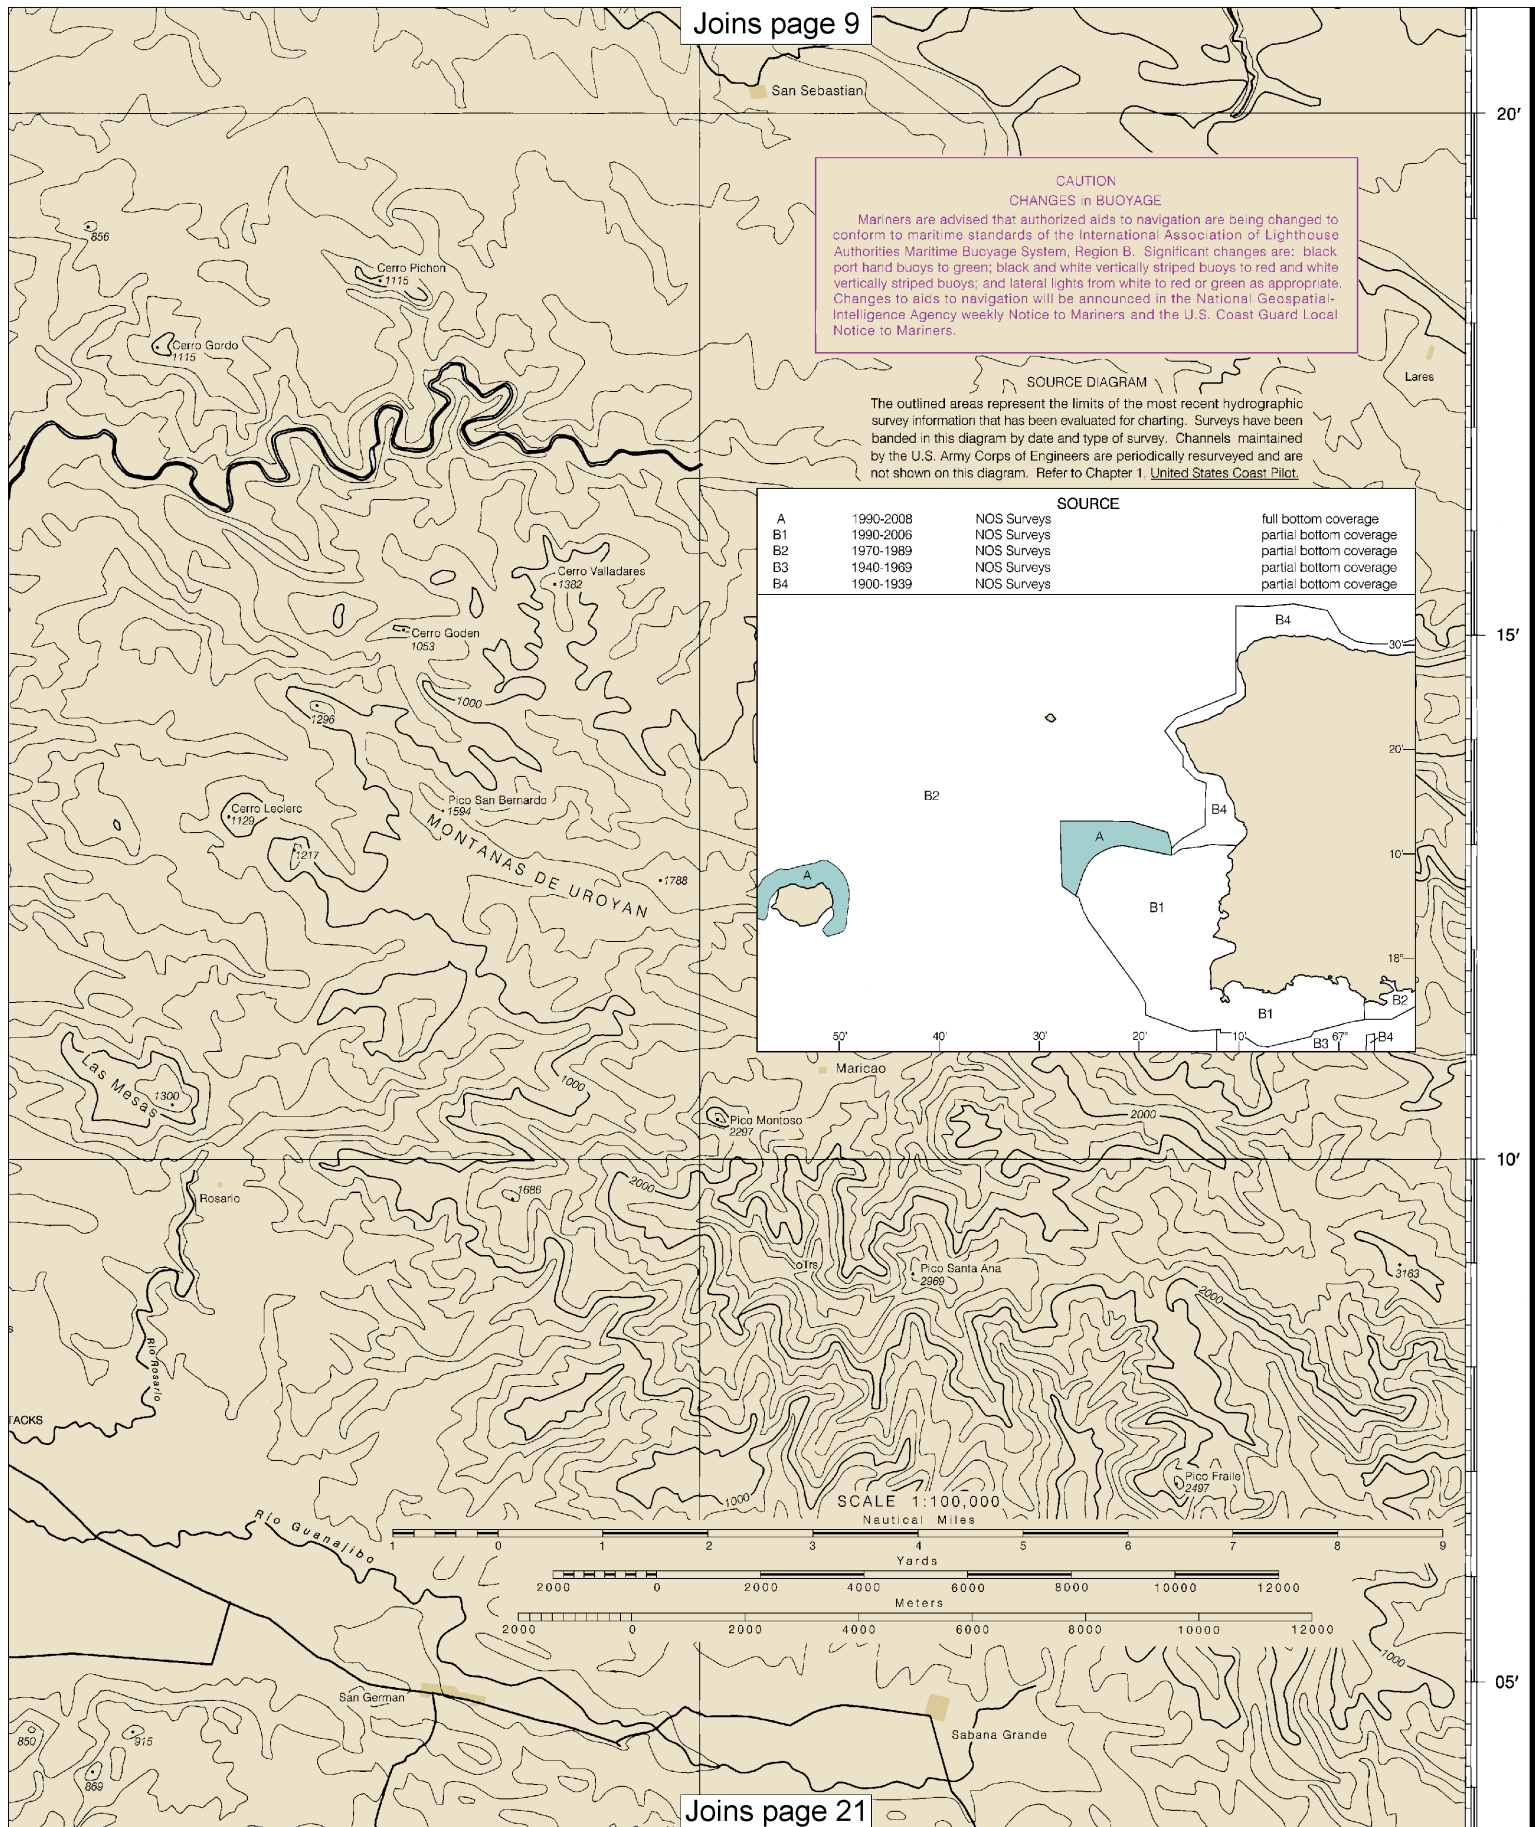 Joins page 9
San Sebastian
20′
CAUTION
CHANGES in BUOYAGE
Mariners are advised that authorized aids to navigation are being changed to
conform to maritime standards of the International Association of Lighthouse
Authorities Maritime Buoyage System, Region B. Significant changes are: black
port hand buoys to green; black and white vertically striped buoys to red and white
vertically striped buoys; and lateral lights from white to red or green as appropriate.
Changes to aids to navigation will be announced in the National Geospatial-
Intelligence Agency weekly Notice to Mariners and the U.S. Coast Guard Local
Notice to Mariners.
856
Cerro Pichon
1115
Cerro Gordo
1115
Lares
SOURCE DIAGRAM
The outlined areas represent the limits of the most recent hydrographic
survey information that has been evaluated for charting. Surveys have been
banded in this diagram by date and type of survey. Channels maintained
by the U.S. Army Corps of Engineers are periodically resurveyed and are
not shown on this diagram. Refer to Chapter 1, United States Coast Pilot.
SOURCE
A 1990-2008 NOS Surveys full bottom coverage
B1 1990-2006 NOS Surveys partial bottom coverage
B2 1970-1989 NOS Surveys partial bottom coverage
B3 1940-1969 NOS Surveys partial bottom coverage
B4 1900-1939 NOS Surveys partial bottom coverage
Cerro Valladares
1382
Cerro Goden
1053
15′
B4
30′
1000
1296
20′
Pico San Bernardo
1594
Cerro Leclerc
1129
B2
B4
MONTANAS DE UROYAN
A
10′
1217
1788
A
B1
18°
B2
B1
50′ 40′ 30′ 20′ 10′ 67°
B3
B4
Las Mesas
1300
1000
Maricao
Pico Montoso
2297
2000
10′
Rosario
1686
2000
oTrs
Pico Santa Ana
2969
3163
2000
s
Rio Rosario
TACKS
Pico Fraile
2497
1000
SCALE 1:100,000
Nautical Miles
1 0 1 2 3 4 5 6 7 8 9
Yards
2000 0 2000 4000 6000 8000 10000 12000
Meters
2000 0 2000 4000 6000 8000 10000 12000
Rio Guanajibo
1000
05′
San German
Sabana Grande
850
915
869
Joins page 21